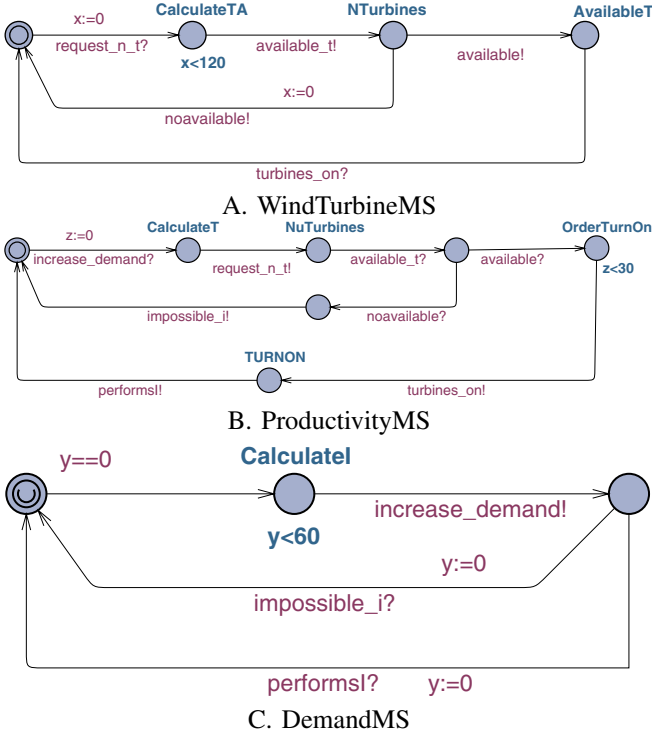 CalculateTA NTurbines AvailableT
x:=0
request_n_t? available_t! available!
x<120
x:=0
noavailable!
turbines_on?
A. WindTurbineMS
CalculateT NuTurbines OrderTurnOn
z:=0
increase_demand? request_n_t! available_t? available?
z<30
impossible_i! noavailable?
TURNON
performsI! turbines_on!
B. ProductivityMS
y==0 CalculateI
increase_demand!
y<60
y:=0
impossible_i?
performsI? y:=0
C. DemandMS